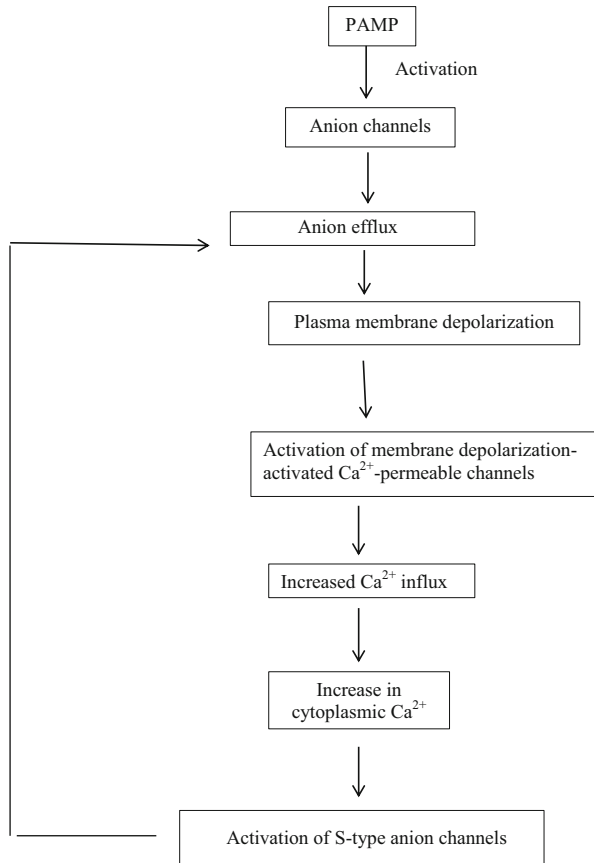 PAMP
Activation
Anion channels
Anion efflux
Plasma membrane depolarization
Activation of membrane depolarization-
activated Ca²⁺-permeable channels
Increased Ca²⁺ influx
Increase in
cytoplasmic Ca²⁺
Activation of S-type anion channels